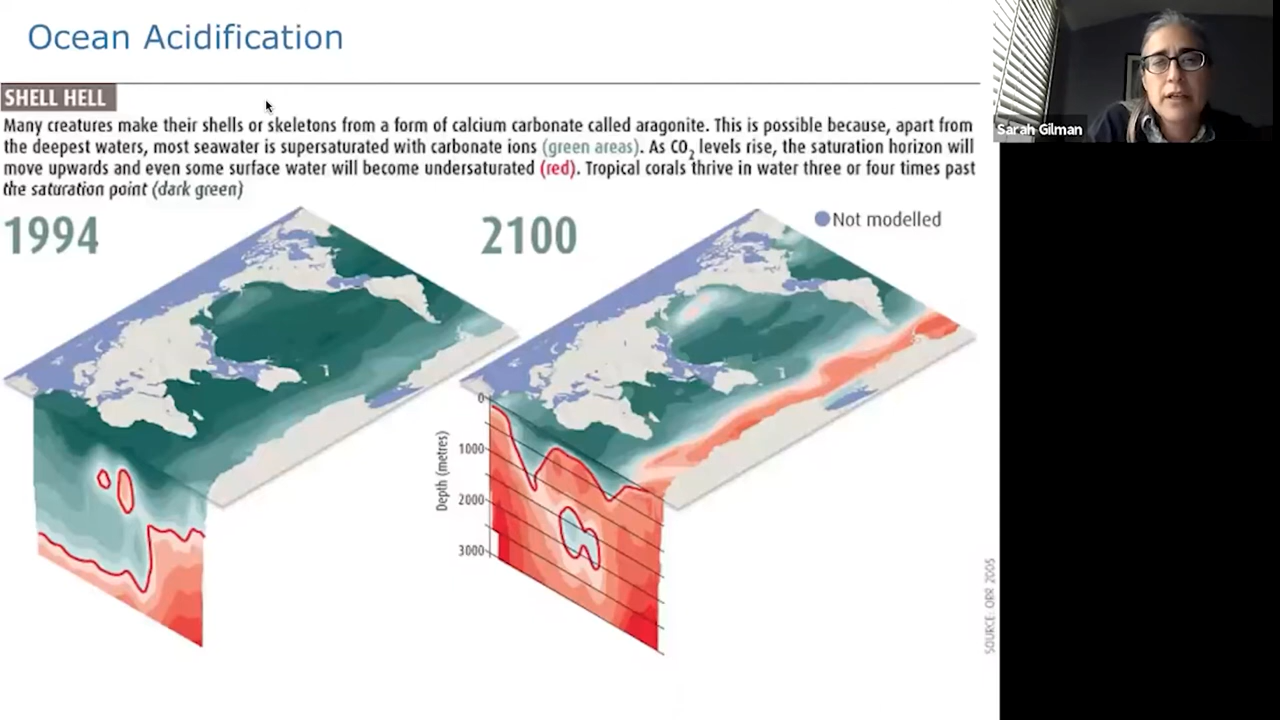 Ocean Acidification
SHELL HELL
Many creatures make their shells or skeletons from a form of calcium carbonate called aragonite. This is possible because, apart from
the deepest waters, most seawater is supersaturated with carbonate ions (green areas). As CO₂ levels rise, the saturation horizon will
move upwards and even some surface water will become undersaturated (red). Tropical corals thrive in water three or four times past
the saturation point (dark green)
1994
2100
Not modelled
Depth (metres)
0
1000
2000
3000
SOURCE: ORR 2005
Sarah Gilman